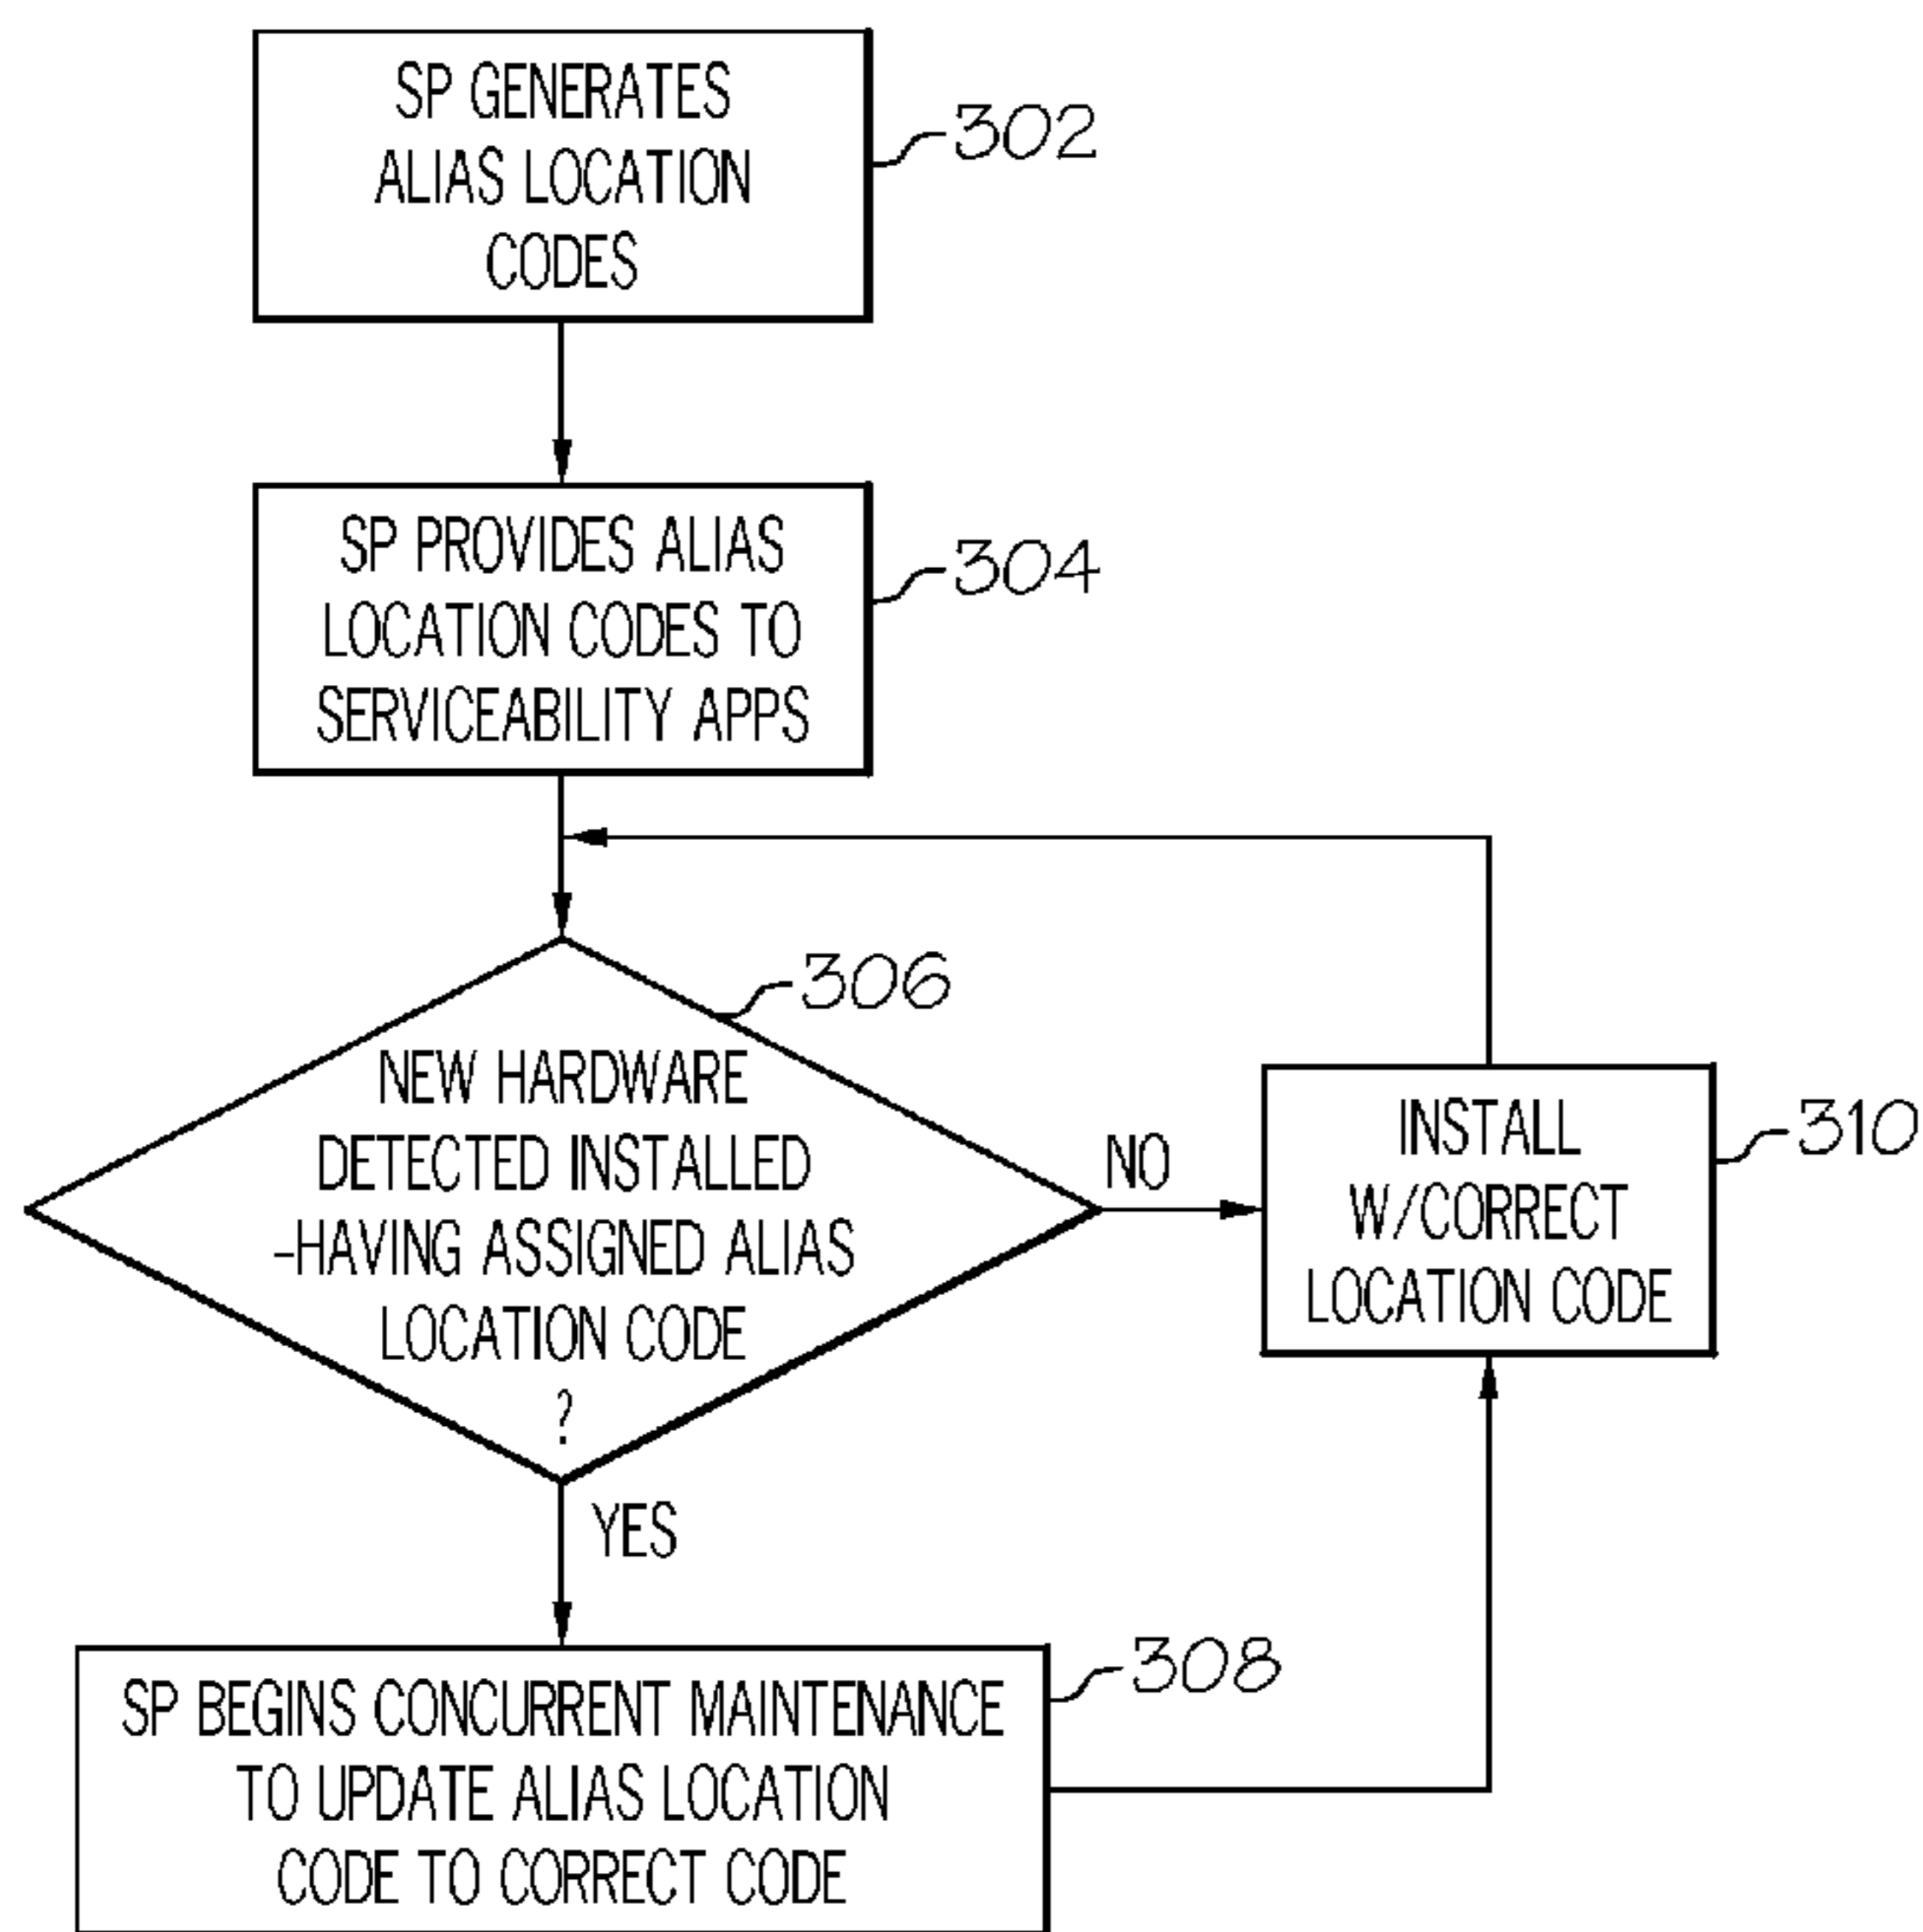 SP GENERATES
ALIAS LOCATION
CODES
302
SP PROVIDES ALIAS
LOCATION CODES TO
SERVICEABILITY APPS
304
306
NEW HARDWARE
DETECTED INSTALLED
-HAVING ASSIGNED ALIAS
LOCATION CODE
?
NO
INSTALL
W/CORRECT
LOCATION CODE
310
YES
SP BEGINS CONCURRENT MAINTENANCE
TO UPDATE ALIAS LOCATION
CODE TO CORRECT CODE
308